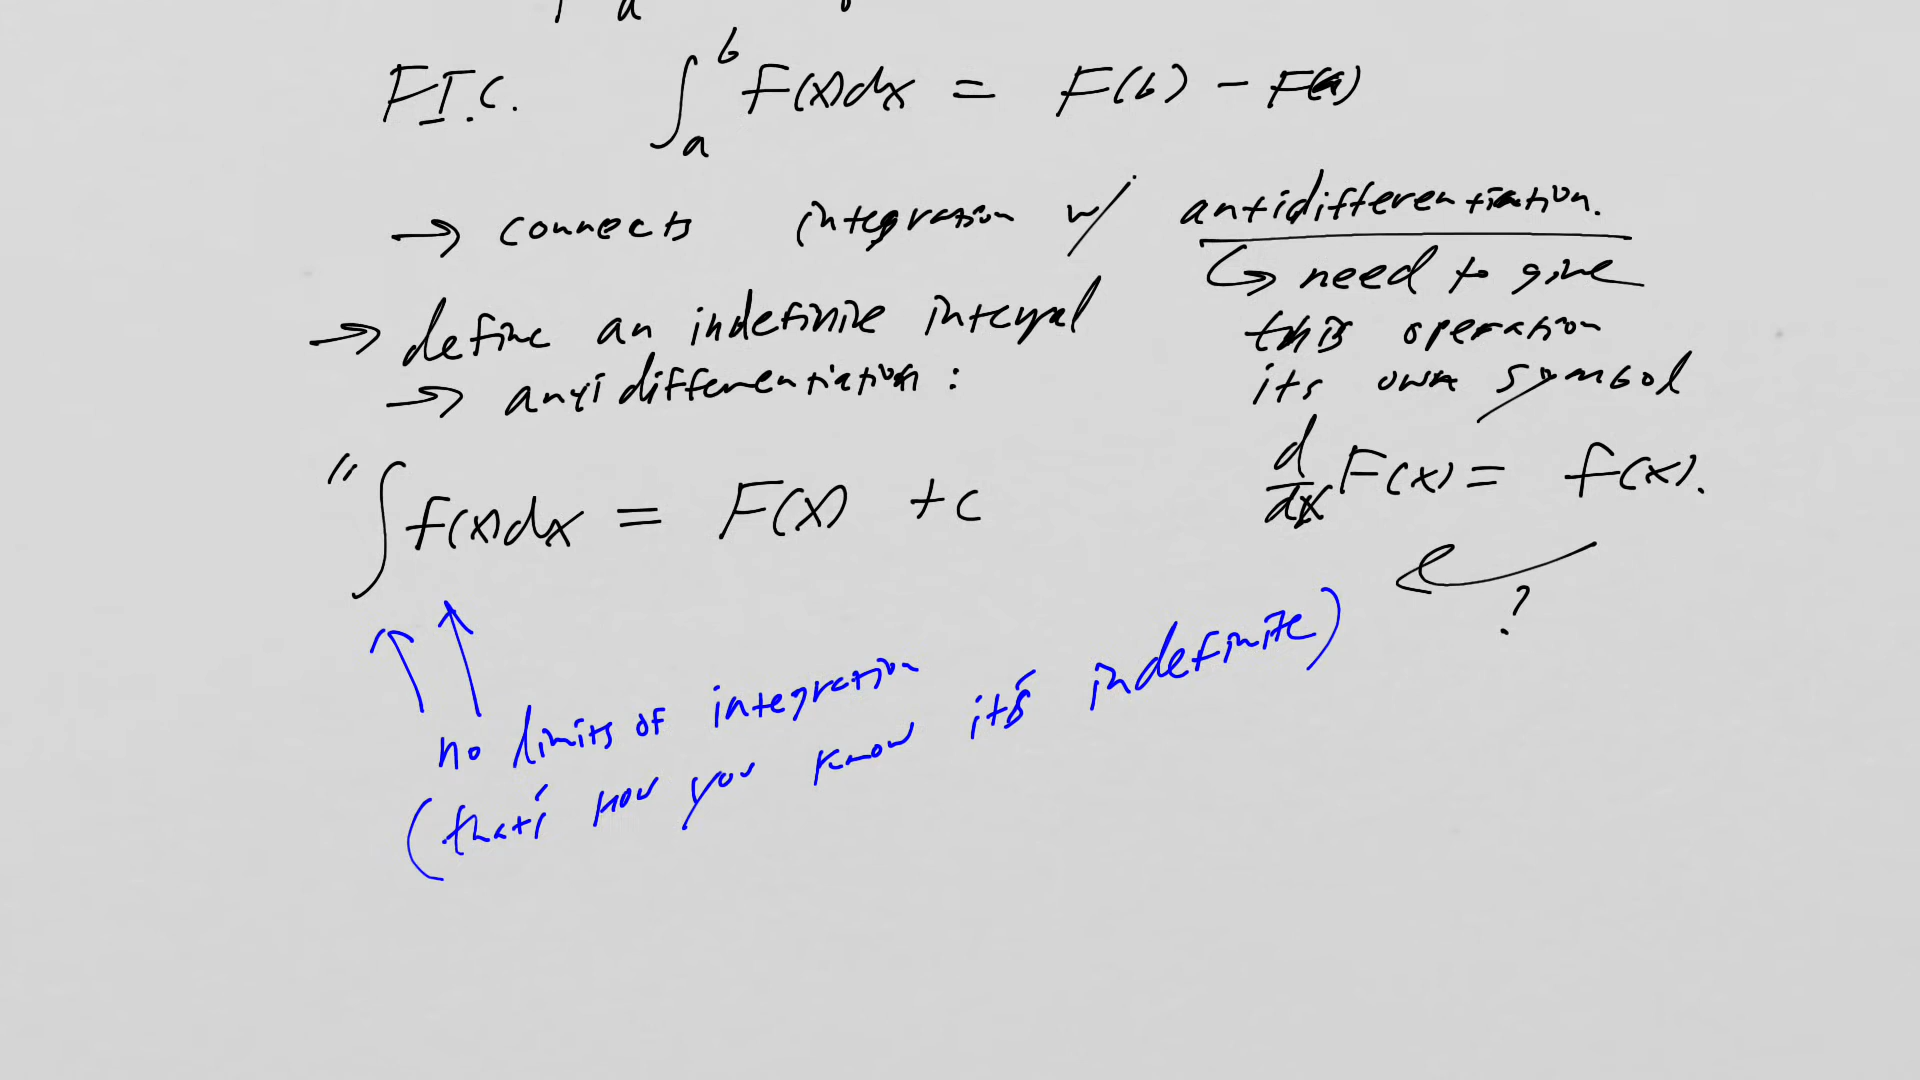 F.T.C. ∫_a^b f(x)dx = F(b) - F(a)
→ connects integration w/ antidifferentiation.
↳ need to give
this operation
its own symbol
→ define an indefinite integral
→ antidifferentiation:
d/dx F(x) = f(x).
?
" ∫ f(x)dx = F(x) + c
no limits of integration
(that's how you know it's indefinite)